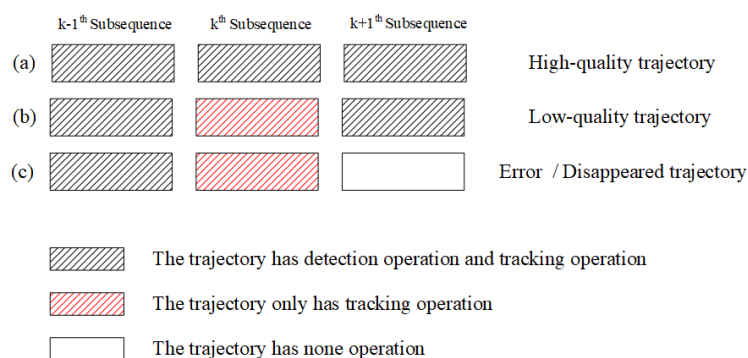 k-1th Subsequence kth Subsequence k+1th Subsequence
(a) High-quality trajectory
(b) Low-quality trajectory
(c) Error / Disappeared trajectory
The trajectory has detection operation and tracking operation
The trajectory only has tracking operation
The trajectory has none operation